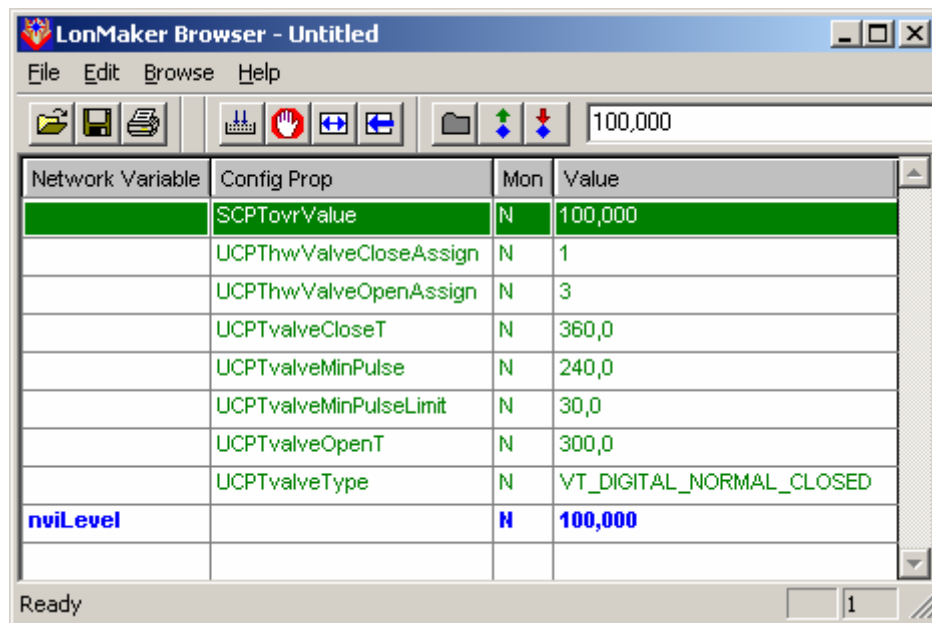 LonMaker Browser - Untitled
File Edit Browse Help
100,000
Network Variable Config Prop Mon Value
SCPTovrValue N 100,000
UCPThwValveCloseAssign N 1
UCPThwValveOpenAssign N 3
UCPTvalveCloseT N 360,0
UCPTvalveMinPulse N 240,0
UCPTvalveMinPulseLimit N 30,0
UCPTvalveOpenT N 300,0
UCPTvalveType N VT_DIGITAL_NORMAL_CLOSED
nviLevel N 100,000
Ready 1